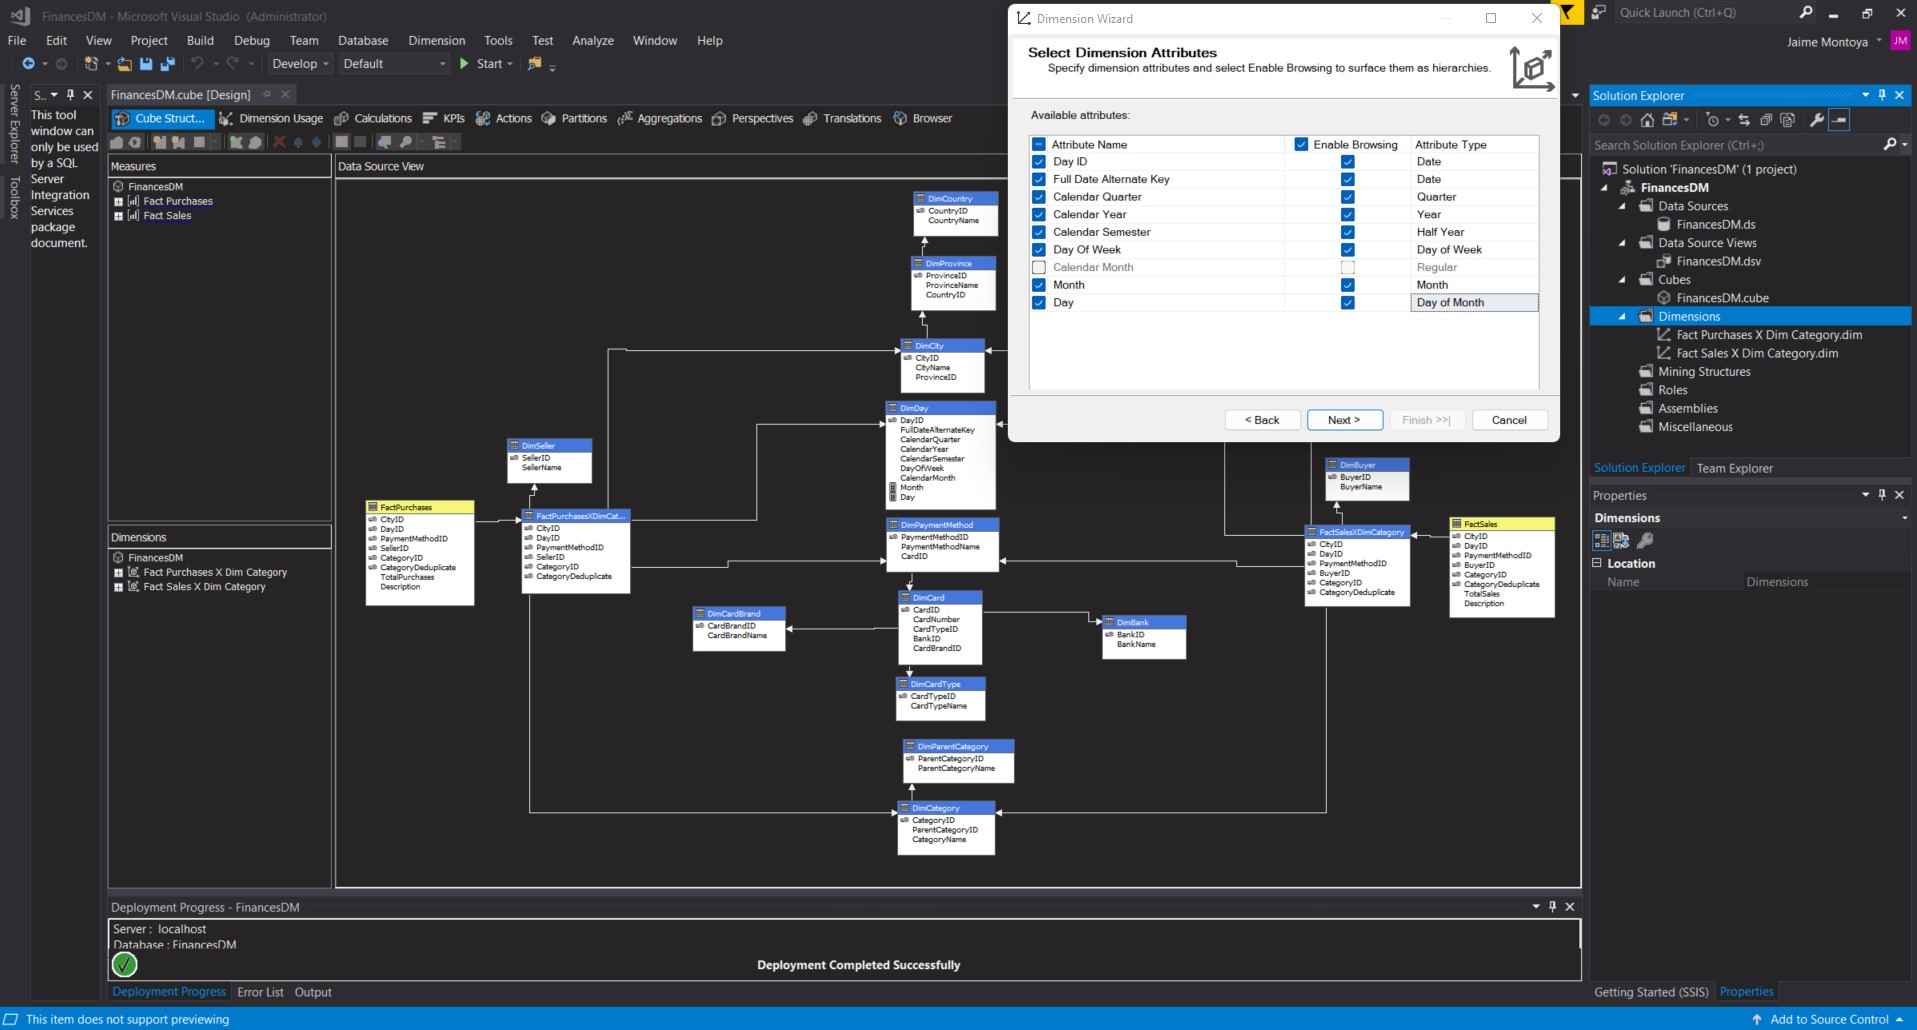 FinancesDM - Microsoft Visual Studio (Administrator)
Quick Launch (Ctrl+Q)
File Edit View Project Build Debug Team Database Dimension Tools Test Analyze Window Help
Jaime Montoya
JM
Develop
Default
Start
Server Explorer
Toolbox
S..
This tool
window can
only be used
by a SQL
Server
Integration
Services
package
document.
FinancesDM.cube [Design]
Cube Struct...
Dimension Usage
Calculations
KPIs
Actions
Partitions
Aggregations
Perspectives
Translations
Browser
Measures
FinancesDM
Fact Purchases
Fact Sales
Dimensions
FinancesDM
Fact Purchases X Dim Category
Fact Sales X Dim Category
Data Source View
DimCountry
CountryID
CountryName
DimProvince
ProvinceID
ProvinceName
CountryID
DimCity
CityID
CityName
ProvinceID
DimDay
DayID
FullDateAlternateKey
CalendarQuarter
CalendarYear
CalendarSemester
DayOfWeek
CalendarMonth
Month
Day
DimSeller
SellerID
SellerName
FactPurchases
CityID
DayID
PaymentMethodID
SellerID
CategoryID
CategoryDeduplicate
TotalPurchases
Description
FactPurchasesXDimCat...
CityID
DayID
PaymentMethodID
SellerID
CategoryID
CategoryDeduplicate
DimPaymentMethod
PaymentMethodID
PaymentMethodName
CardID
DimCard
CardID
CardNumber
CardTypeID
BankID
CardBrandID
DimCardBrand
CardBrandID
CardBrandName
DimBank
BankID
BankName
DimCardType
CardTypeID
CardTypeName
DimParentCategory
ParentCategoryID
ParentCategoryName
DimCategory
CategoryID
ParentCategoryID
CategoryName
DimBuyer
BuyerID
BuyerName
FactSalesXDimCategory
CityID
DayID
PaymentMethodID
BuyerID
CategoryID
CategoryDeduplicate
FactSales
CityID
DayID
PaymentMethodID
BuyerID
CategoryID
CategoryDeduplicate
TotalSales
Description
Dimension Wizard
Select Dimension Attributes
Specify dimension attributes and select Enable Browsing to surface them as hierarchies.
Available attributes:
Attribute Name Enable Browsing Attribute Type
Day ID Date
Full Date Alternate Key Date
Calendar Quarter Quarter
Calendar Year Year
Calendar Semester Half Year
Day Of Week Day of Week
Calendar Month Regular
Month Month
Day Day of Month
< Back
Next >
Finish >>|
Cancel
Solution Explorer
Search Solution Explorer (Ctrl+;)
Solution 'FinancesDM' (1 project)
FinancesDM
Data Sources
FinancesDM.ds
Data Source Views
FinancesDM.dsv
Cubes
FinancesDM.cube
Dimensions
Fact Purchases X Dim Category.dim
Fact Sales X Dim Category.dim
Mining Structures
Roles
Assemblies
Miscellaneous
Solution Explorer Team Explorer
Properties
Dimensions
Location
Name Dimensions
Getting Started (SSIS) Properties
Deployment Progress - FinancesDM
Server : localhost
Database : FinancesDM
Deployment Completed Successfully
Deployment Progress Error List Output
This item does not support previewing
Add to Source Control